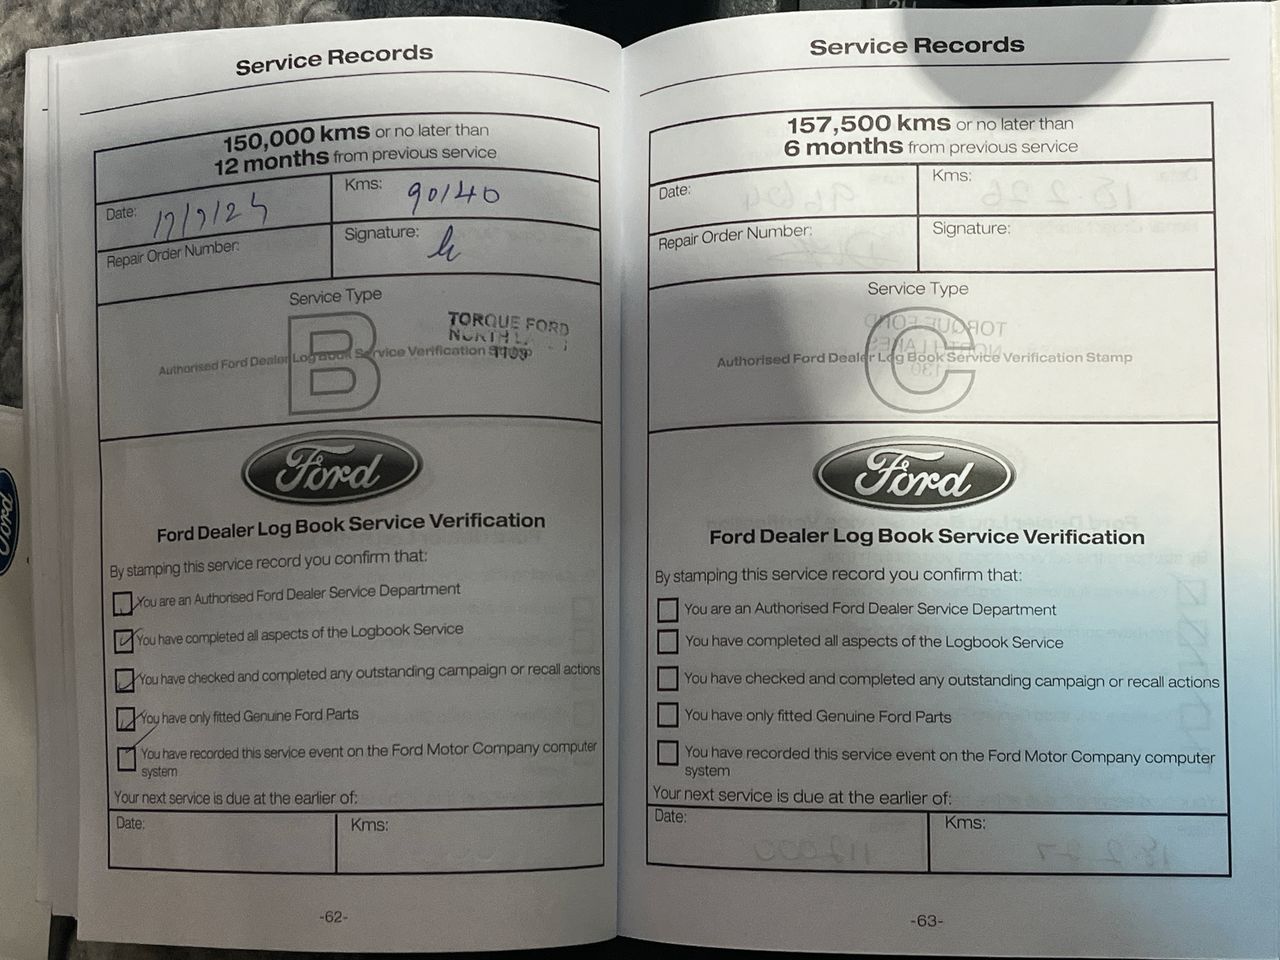 Service Records
150,000 kms or no later than
12 months from previous service
Date: 17/9/24
Kms: 90140
Repair Order Number:
Signature:
Service Type
B
TORQUE FORD
Authorised Ford Dealer Log Book Service Verification
Ford
Ford Dealer Log Book Service Verification
By stamping this service record you confirm that:
You are an Authorised Ford Dealer Service Department
You have completed all aspects of the Logbook Service
You have checked and completed any outstanding campaign or recall actions
You have only fitted Genuine Ford Parts
You have recorded this service event on the Ford Motor Company computer
system
Your next service is due at the earlier of:
Date:
Kms:
-62-
Service Records
157,500 kms or no later than
6 months from previous service
Date:
Kms:
Repair Order Number:
Signature:
Service Type
C
Authorised Ford Dealer Log Book Service Verification Stamp
Ford
Ford Dealer Log Book Service Verification
By stamping this service record you confirm that:
You are an Authorised Ford Dealer Service Department
You have completed all aspects of the Logbook Service
You have checked and completed any outstanding campaign or recall actions
You have only fitted Genuine Ford Parts
You have recorded this service event on the Ford Motor Company computer
system
Your next service is due at the earlier of:
Date:
Kms:
-63-
Ford